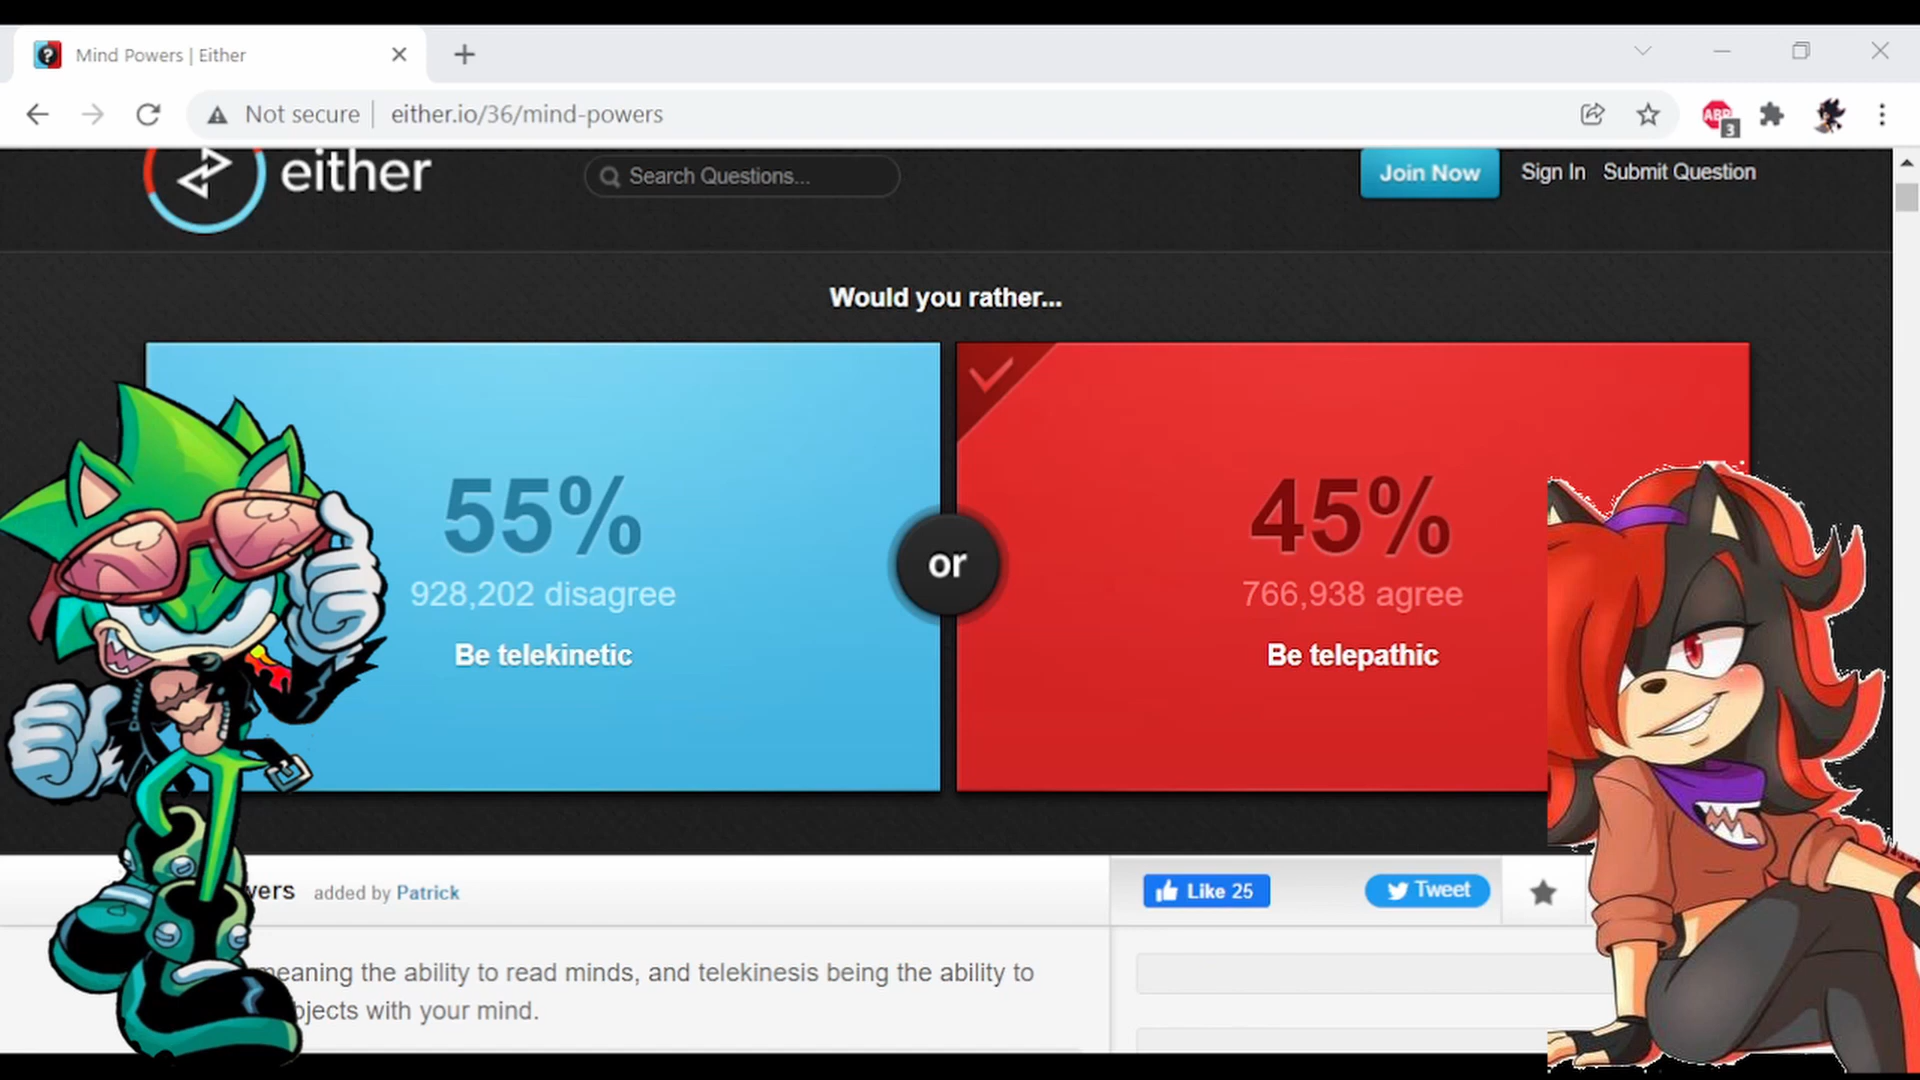 Mind Powers | Either
Not secure
either.io/36/mind-powers
ABP
3
either
Search Questions...
Join Now
Sign In
Submit Question
Would you rather...
55%
928,202 disagree
Be telekinetic
or
45%
766,938 agree
Be telepathic
added by Patrick
Like 25
Tweet
meaning the ability to read minds, and telekinesis being the ability to
with your mind.